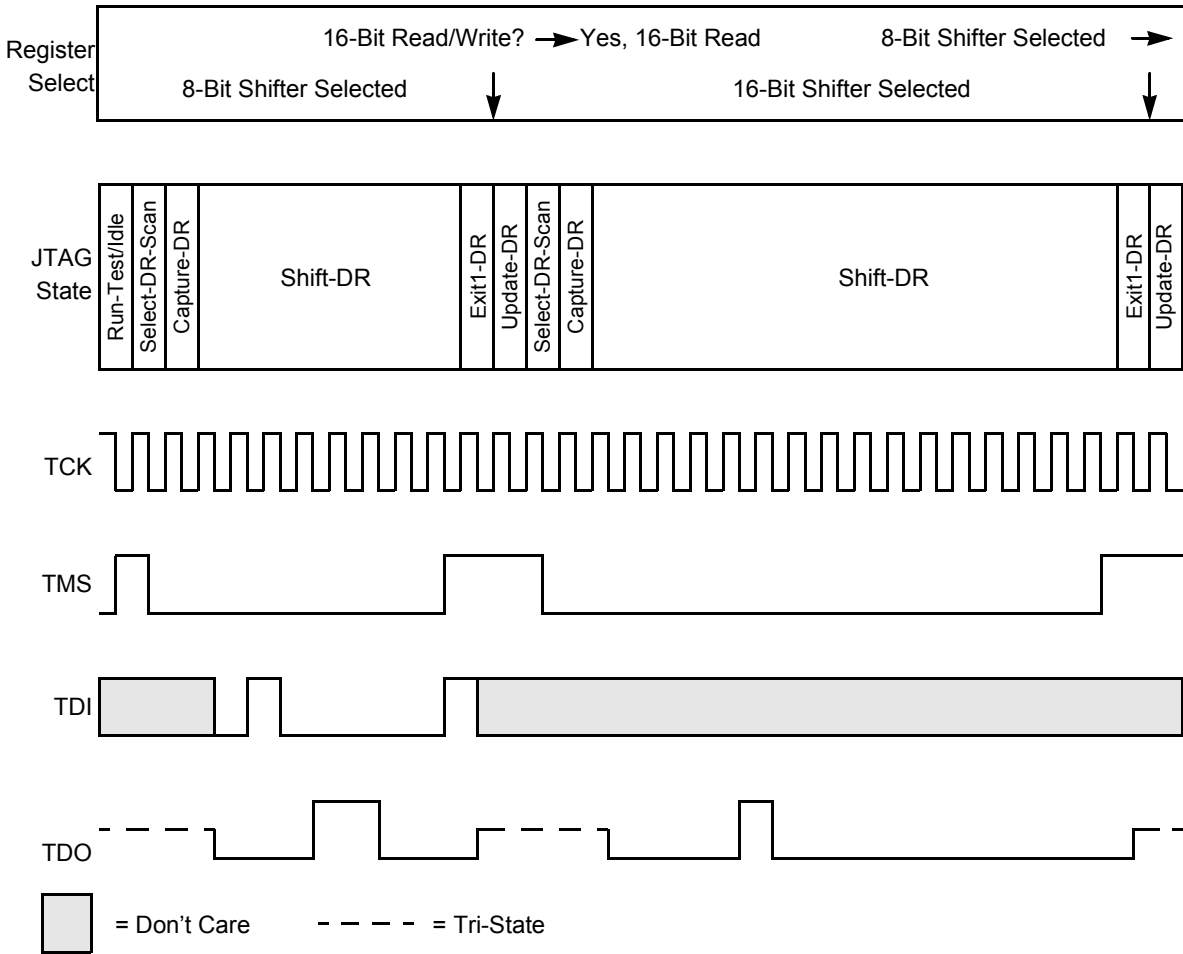 Register
Select
16-Bit Read/Write? Yes, 16-Bit Read 8-Bit Shifter Selected
8-Bit Shifter Selected 16-Bit Shifter Selected
JTAG
State
Run-Test/Idle
Select-DR-Scan
Capture-DR
Shift-DR
Exit1-DR
Update-DR
Select-DR-Scan
Capture-DR
Shift-DR
Exit1-DR
Update-DR
TCK
TMS
TDI
TDO
= Don't Care = Tri-State